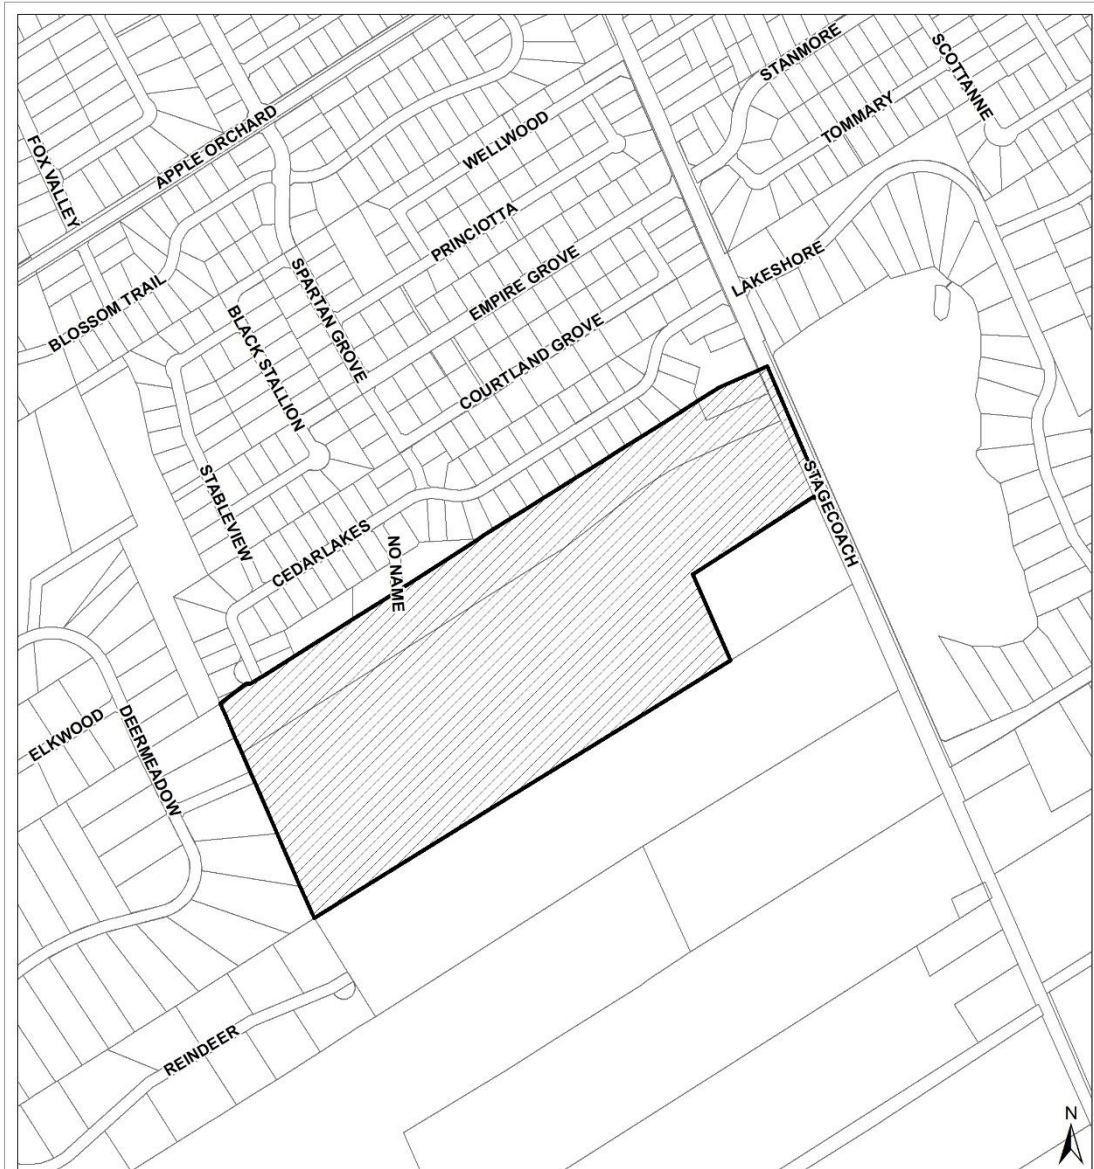 STANMORE
SCOTTANNE
TOMMARY
WELLWOOD
APPLE ORCHARD
FOX VALLEY
PRINCIOTTA
LAKESHORE
EMPIRE GROVE
SPARTAN GROVE
BLOSSOM TRAIL
BLACK STALLION
COURTLAND GROVE
STAGECOACH
STABLEVIEW
CEDARLAKES
NO NAME
ELKWOOD
DEERMEADOW
REINDEER
N